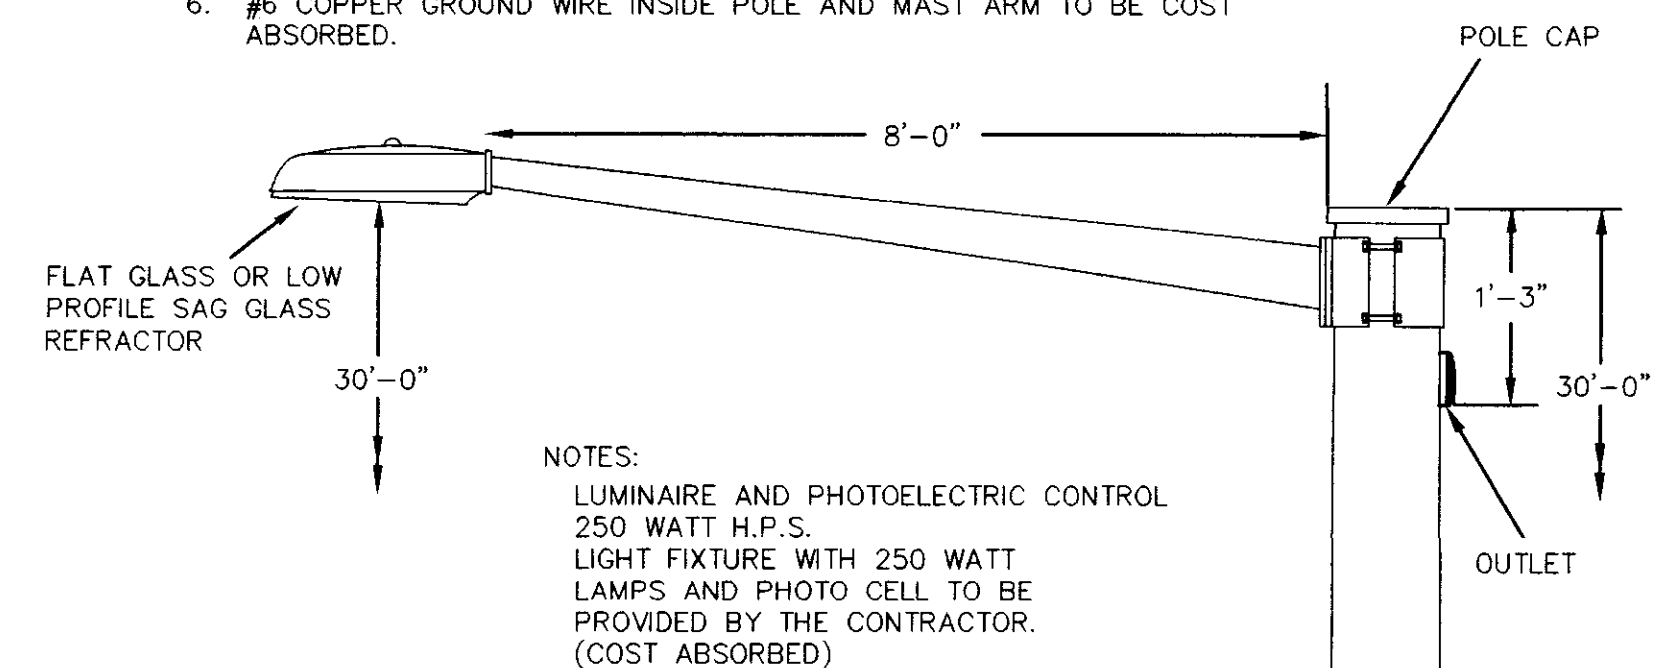 6. #6 COPPER GROUND WIRE INSIDE POLE AND MAST ARM TO BE COST
ABSORBED.
POLE CAP
8'-0"
FLAT GLASS OR LOW
PROFILE SAG GLASS
REFRACTOR
1'-3"
30'-0"
30'-0"
NOTES:
LUMINAIRE AND PHOTOELECTRIC CONTROL
250 WATT H.P.S.
LIGHT FIXTURE WITH 250 WATT
LAMPS AND PHOTO CELL TO BE
PROVIDED BY THE CONTRACTOR.
(COST ABSORBED)
OUTLET